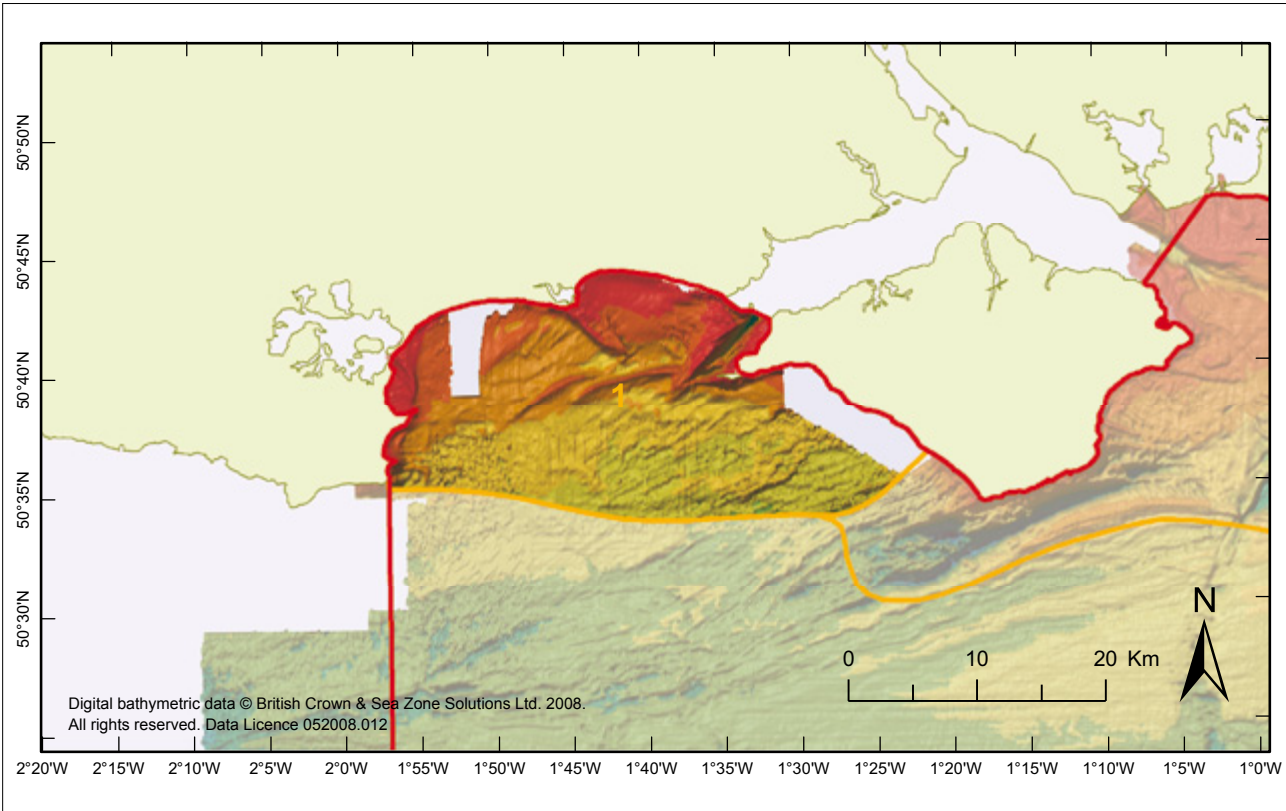 50°50'N
50°45'N
50°40'N
50°35'N
50°30'N
1
N
0 10 20 Km
Digital bathymetric data © British Crown & Sea Zone Solutions Ltd. 2008.
All rights reserved. Data Licence 052008.012
2°20'W 2°15'W 2°10'W 2°5'W 2°0'W 1°55'W 1°50'W 1°45'W 1°40'W 1°35'W 1°30'W 1°25'W 1°20'W 1°15'W 1°10'W 1°5'W 1°0'W